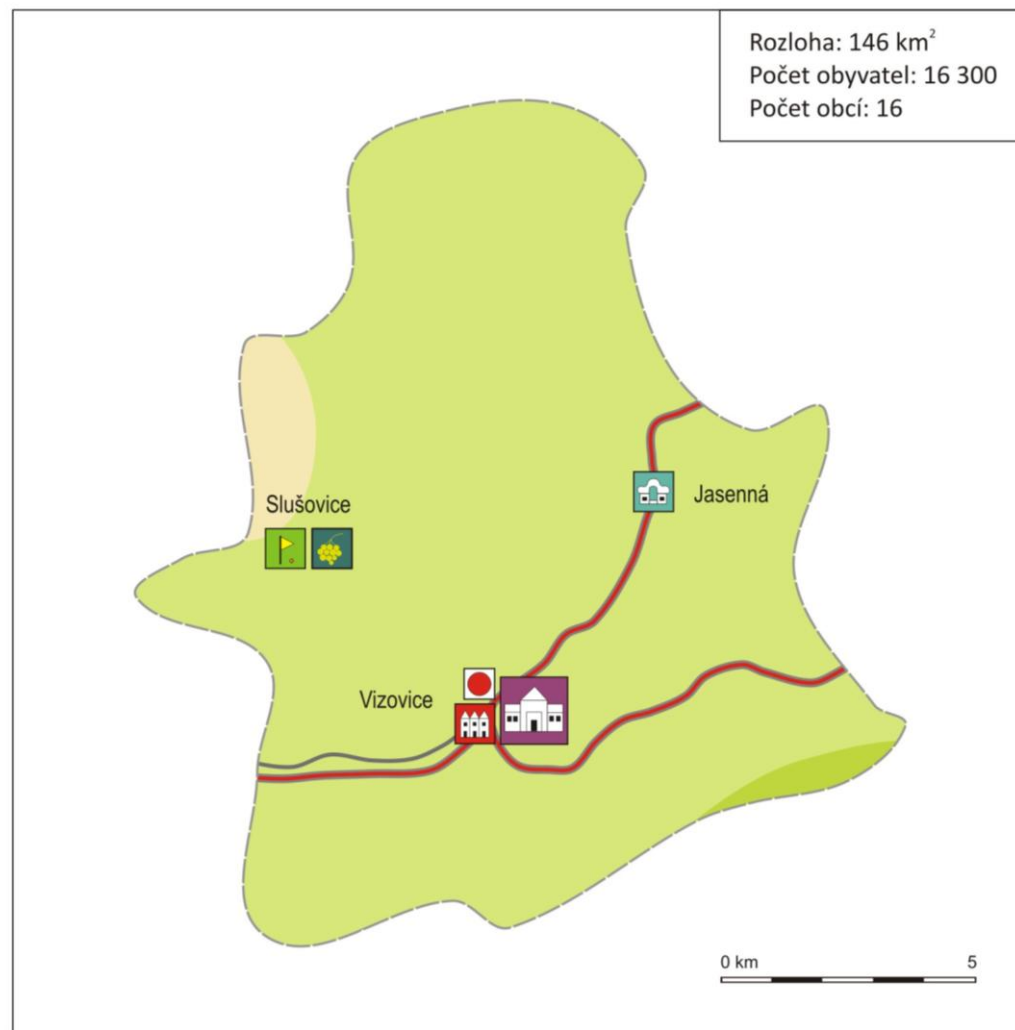 Rozloha: 146 km²
Počet obyvatel: 16 300
Počet obcí: 16
Jasenná
Slušovice
Vizovice
0 km 5